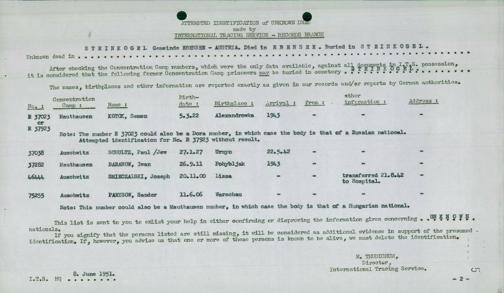 ATTEMPTED IDENTIFICATION of UNKNOWN DEAD
made by
INTERNATIONAL TRACING SERVICE - RECORDS BRANCH
Unknown dead in STEINKOGEL Gemeinde EBENSEE - AUSTRIA. Died in EBENSEE. Buried in STEINKOGEL.
After checking the Concentration Camp numbers, which were the only data available, against all documents in I.T.S. possession,
it is considered that the following former Concentration Camp prisoners may be buried in cemetery STEINKOGEL.
The names, birthplaces and other information are reported exactly as given in our records and/or reports by German authorities.
No.: Concentration Camp: Name: Birthdate: Birthplace: Arrival: from: other information: Address:
R 37023 Mauthausen Semen 5.3.22 Alexandrowka 1943 - - -
or
R 37923
Note: The number R 37023 could also be a Dora number, in which case the body is that of a Russian national.
Attempted identification for No. R 37923 without result.
37038 Auschwitz SCHULTZ, Paul /Jew 27.1.27 22.5.42 - - -
37282 Mauthausen Iwan 26.9.11 1943 - - -
46444 Auschwitz Joseph 20.11.00 Lissa - - transferred 21.8.42 -
to Hospital.
75255 Auschwitz Sander 11.6.06 Warschau - - - -
Note: This number could also be a Mauthausen number, in which case the body is that of a Hungarian national.
This list is sent to you to enlist your help in either confirming or disproving the information given concerning UNKNOWN
nationals.
If you signify that the persons listed are still missing, it will be considered as additional evidence in support of the presumed
identification. If, however, you advise us that one or more of these persons is known to be alive, we must delete the identification.
M. THUDICHUM,
Director,
International Tracing Service.
8. June 1951.
- 2 -